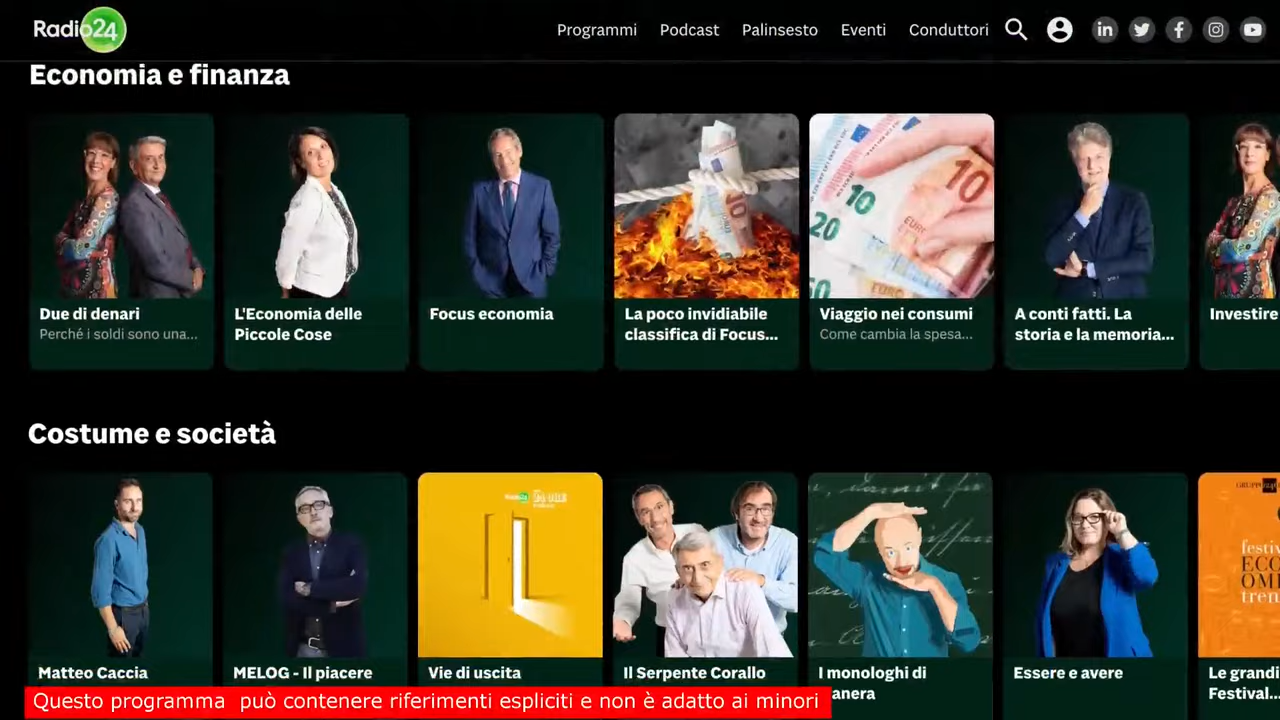 Radio24
Programmi
Podcast
Palinsesto
Eventi
Conduttori
Economia e finanza
Due di denari
Perché i soldi sono una...
L'Economia delle
Piccole Cose
Focus economia
La poco invidiabile
classifica di Focus...
Viaggio nei consumi
Come cambia la spesa...
A conti fatti. La
storia e la memoria...
Investire
Costume e società
Matteo Caccia
MELOG - Il piacere
Vie di uscita
Il Serpente Corallo
I monologhi di
anera
Essere e avere
Le grandi
Festival...
Questo programma può contenere riferimenti espliciti e non è adatto ai minori